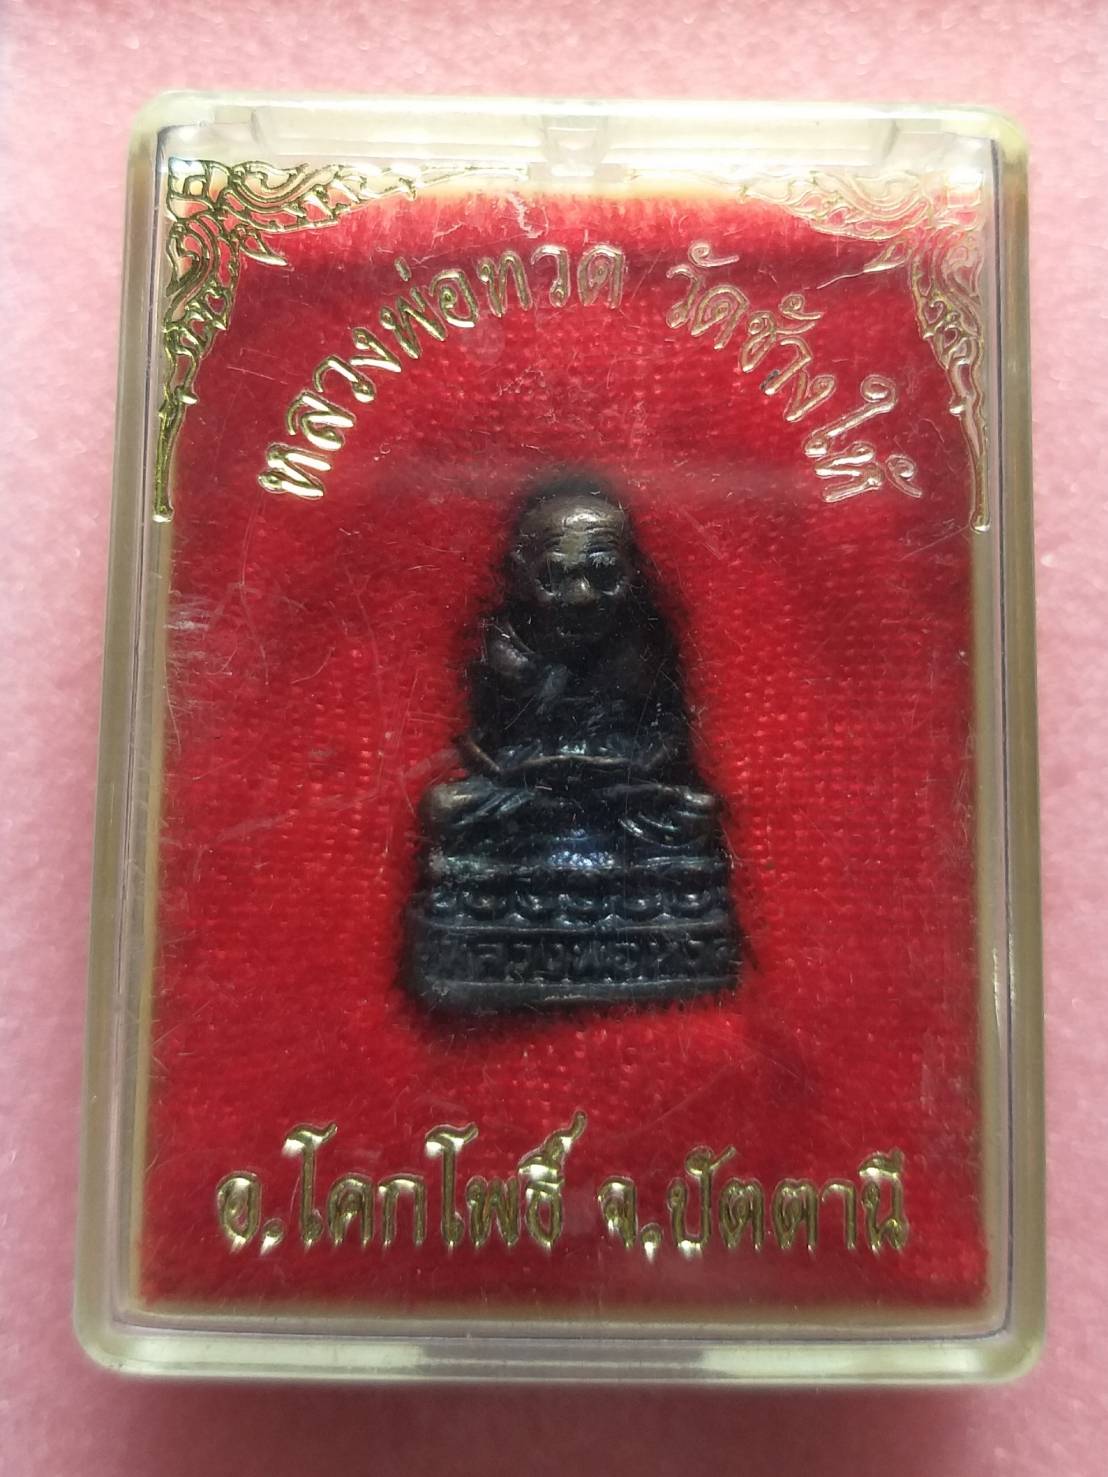 หลวงพ่อทวด วัดช้างให้
หลวงพ่อทว
อ.โคกโพธิ์ จ.ปัตตานี